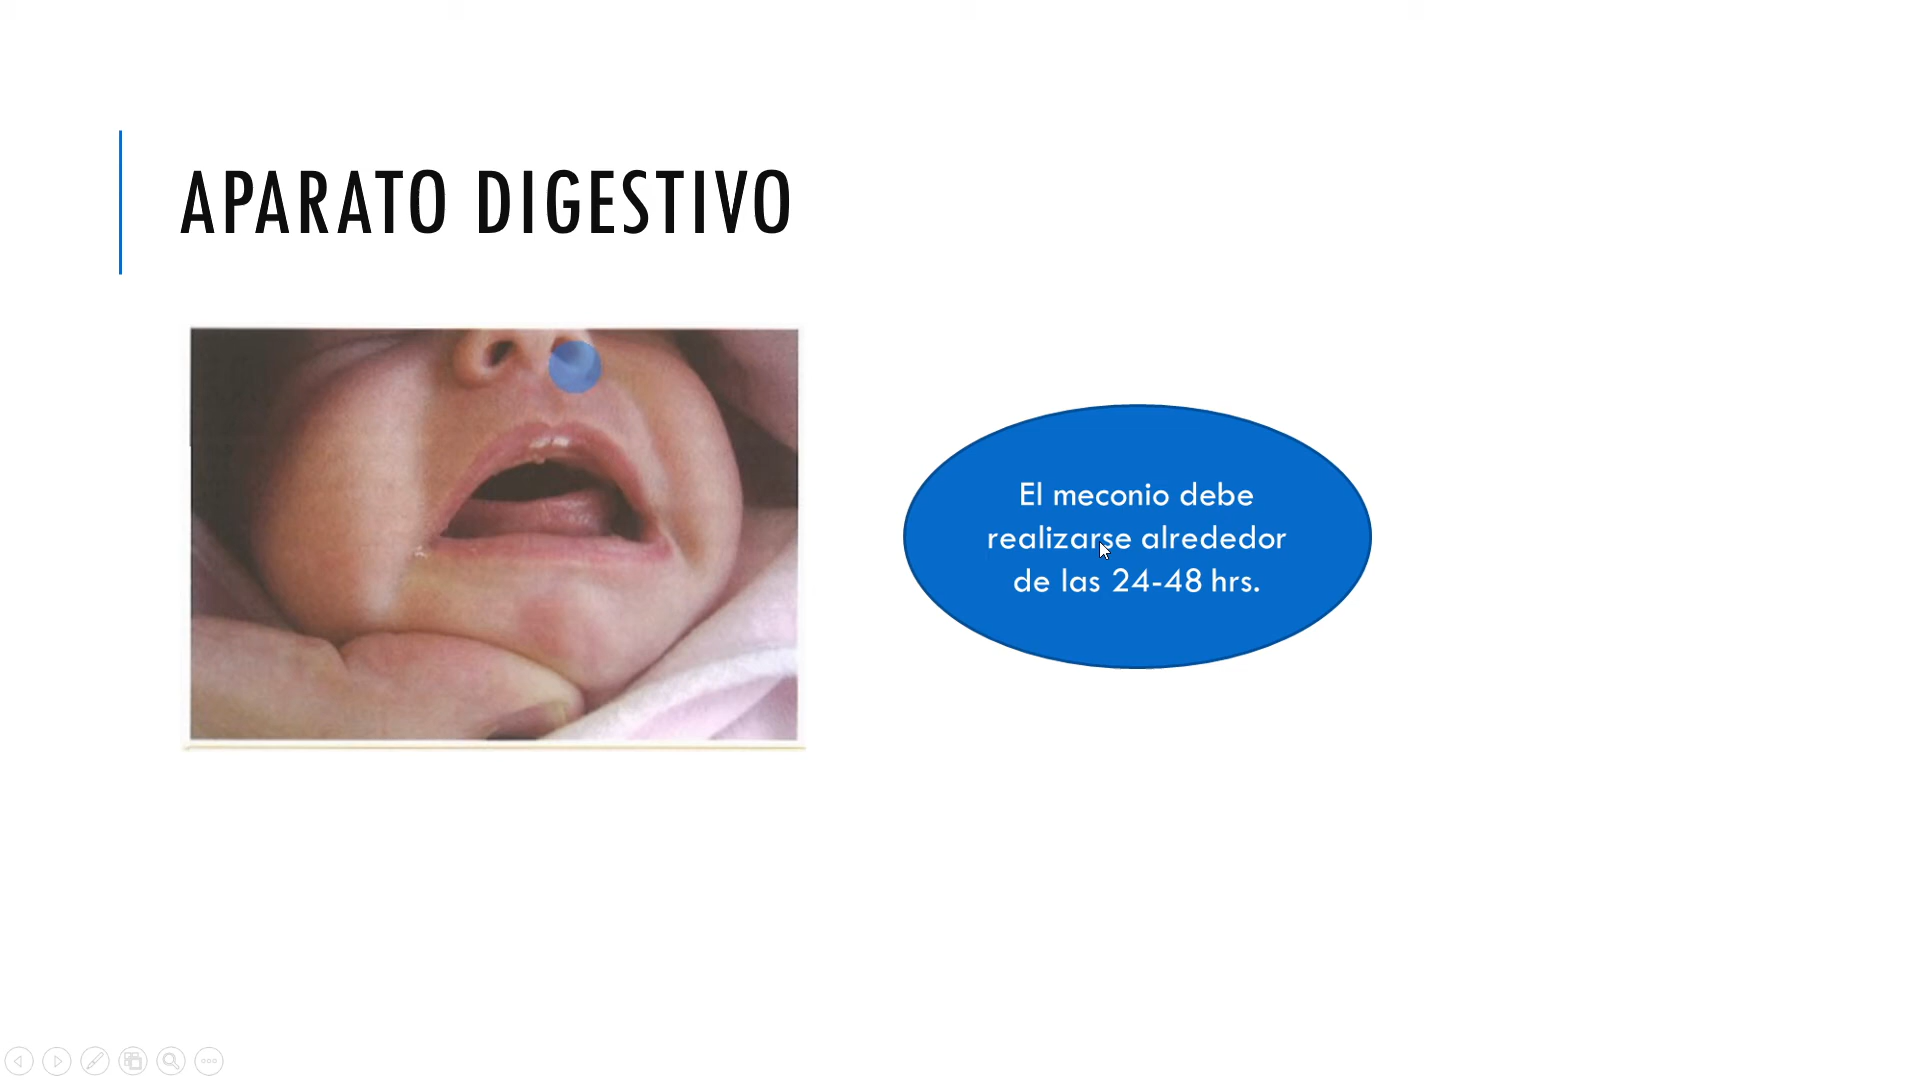 APARATO DIGESTIVO
El meconio debe
realizarse alrededor
de las 24-48 hrs.